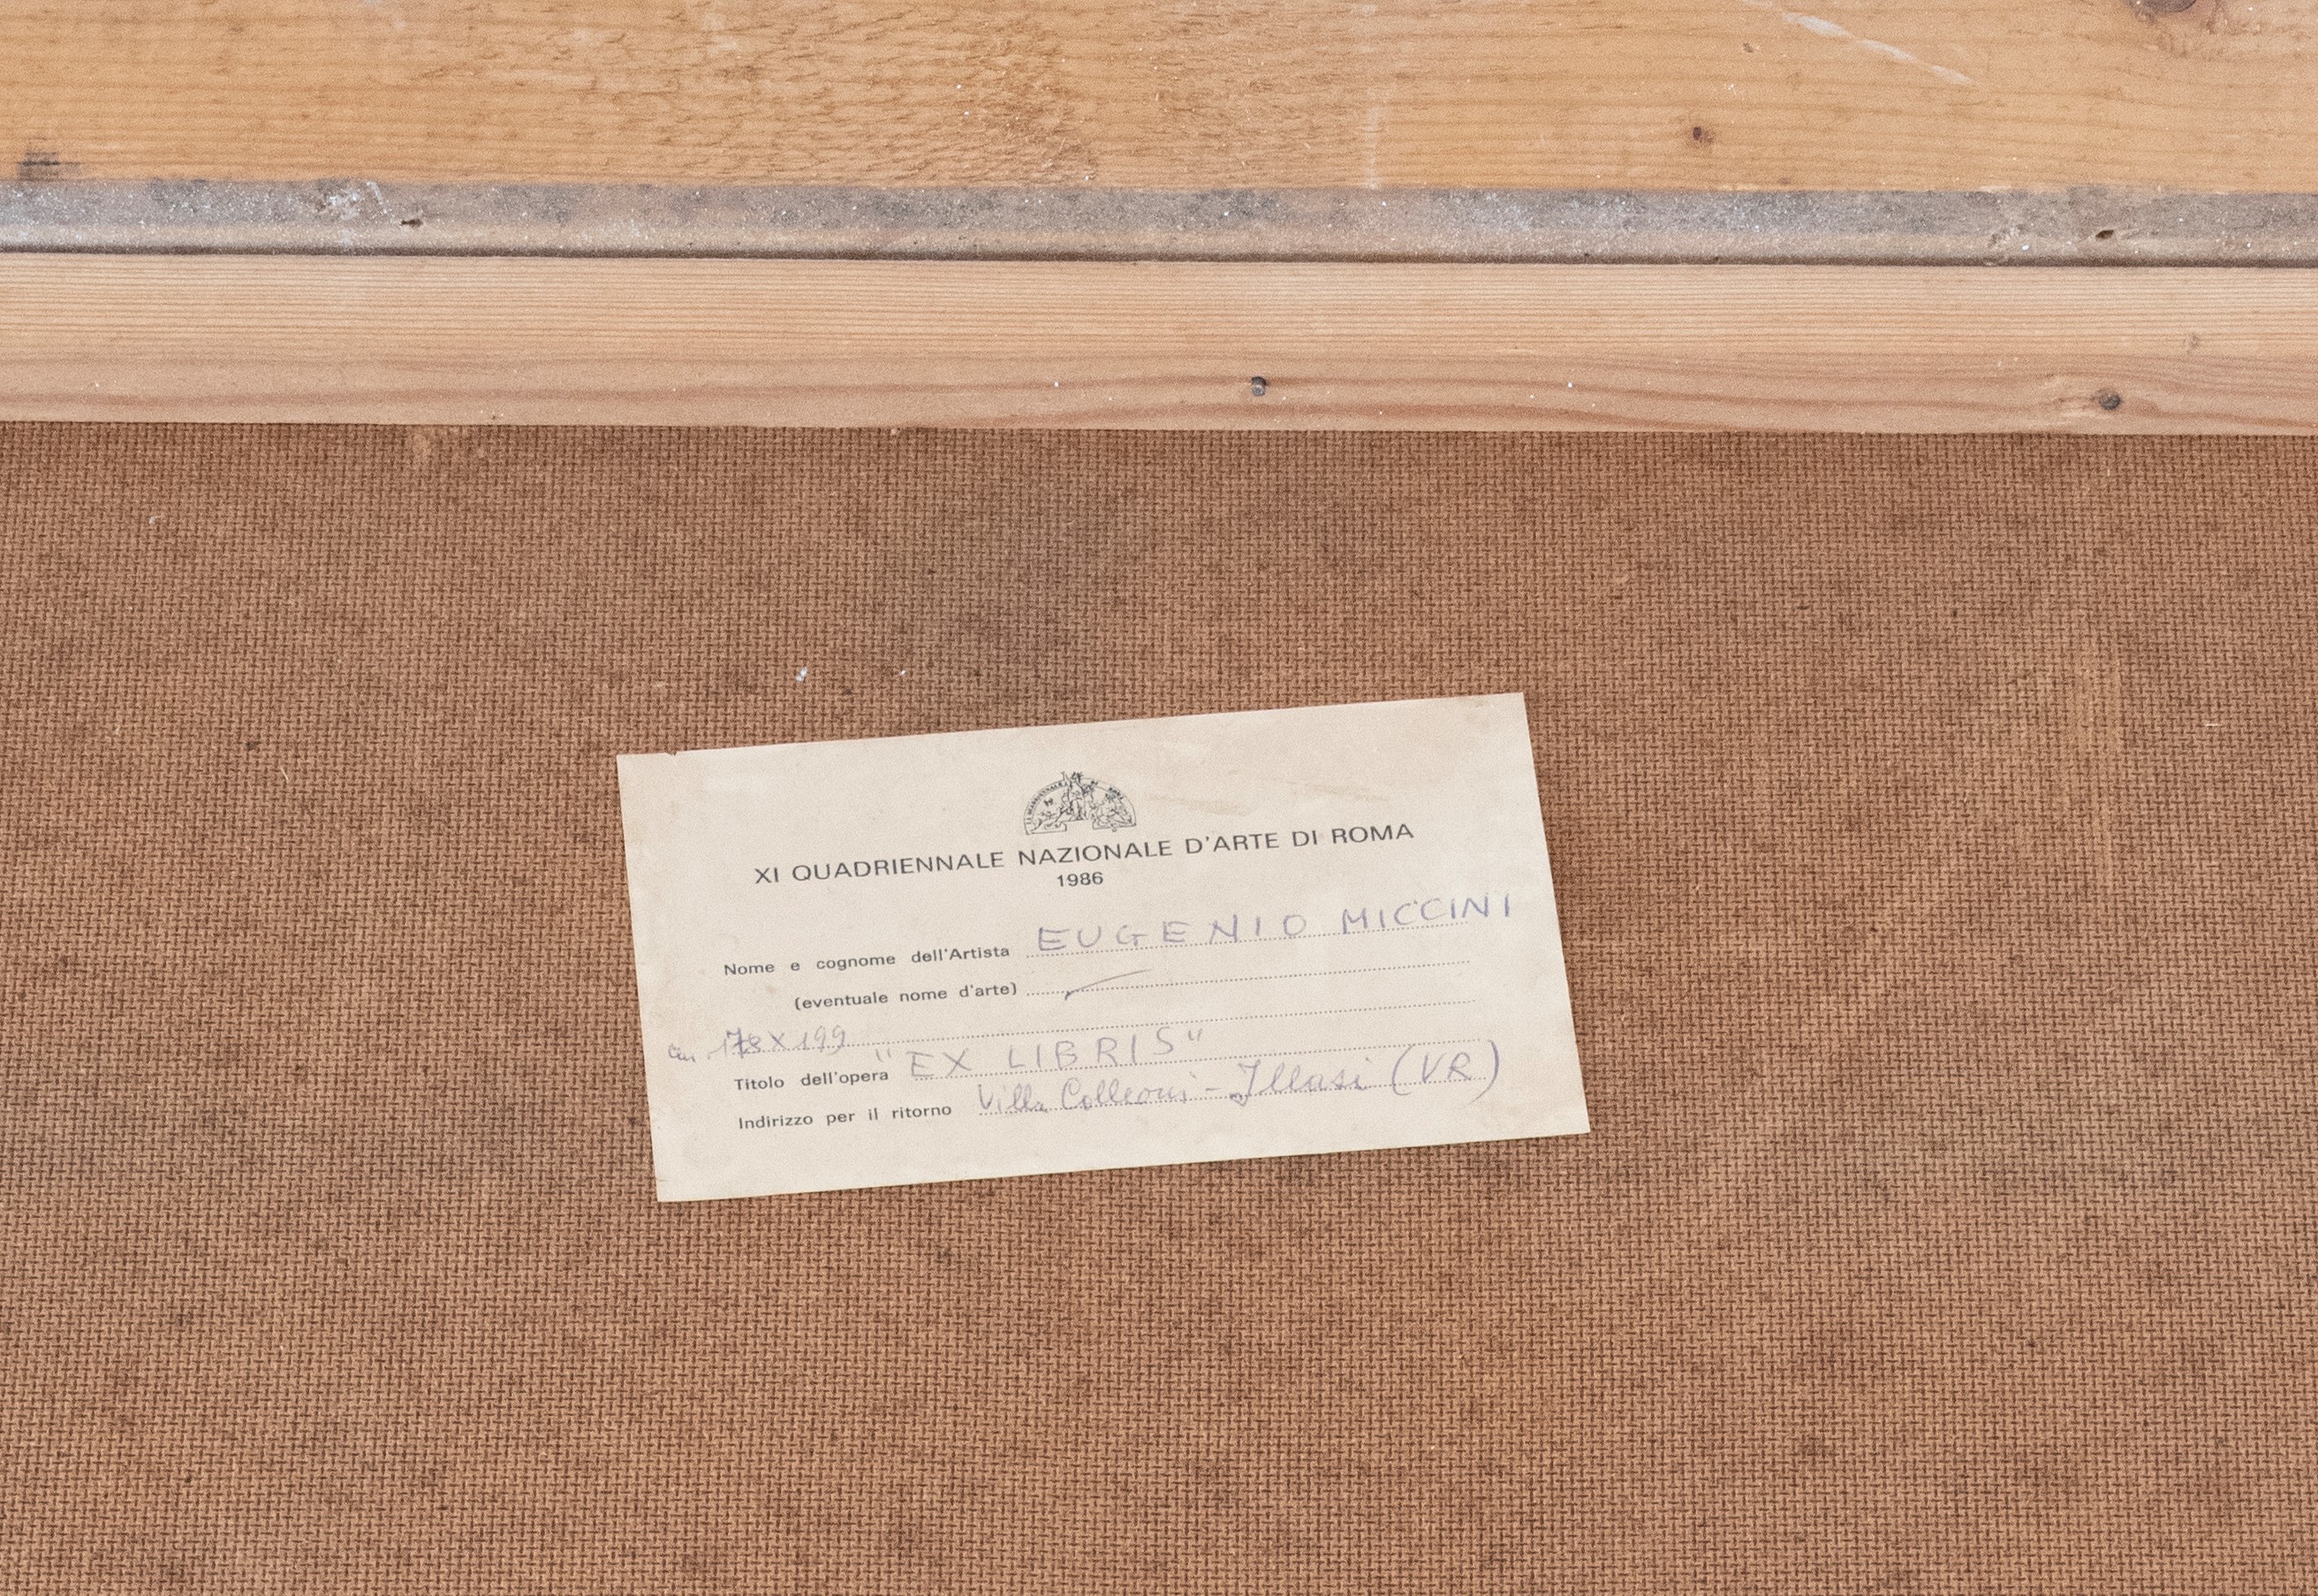 XI QUADRIENNALE NAZIONALE D'ARTE DI ROMA
1986
Nome e cognome dell'Artista EUGENIO MICCINI
(eventuale nome d'arte)
cm. 178 X 199
Titolo dell'opera "EX LIBRIS"
Indirizzo per il ritorno Villa Colleoni - Illasi (VR)